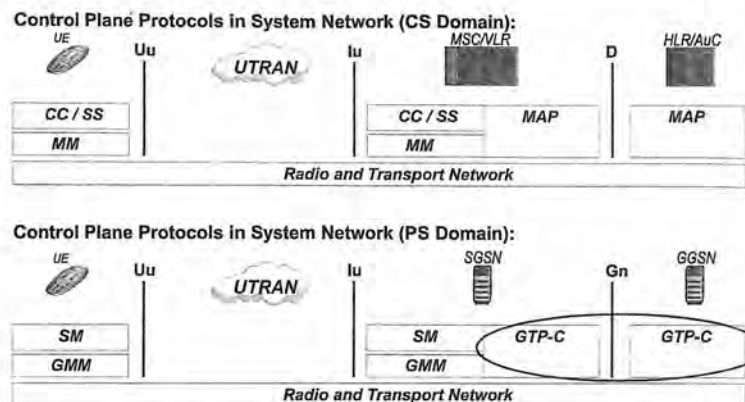 Control Plane Protocols in System Network (CS Domain):
UE Uu UTRAN Iu MSC/VLR D HLR/AuC
CC / SS CC / SS MAP MAP
MM MM
Radio and Transport Network
Control Plane Protocols in System Network (PS Domain):
UE Uu UTRAN Iu SGSN Gn GGSN
SM SM GTP-C GTP-C
GMM GMM
Radio and Transport Network